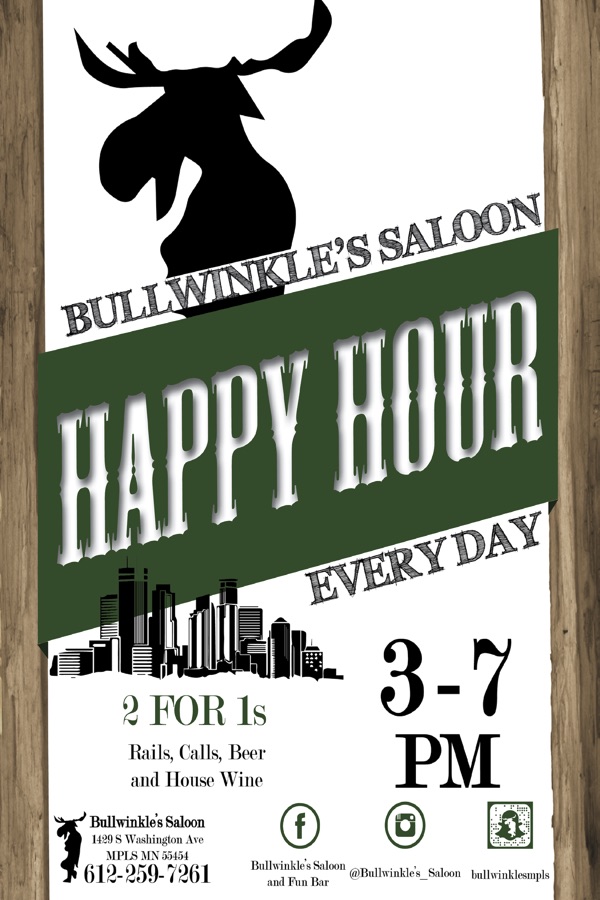 BULLWINKLE'S SALOON
HAPPY HOUR
EVERY DAY
3-7
PM
2 FOR 1s
Rails, Calls, Beer
and House Wine
Bullwinkle's Saloon
1429 S Washington Ave
MPLS MN 55454
612-259-7261
Bullwinkle's Saloon
and Fun Bar
@Bullwinkle's_Saloon
bullwinklesmpls